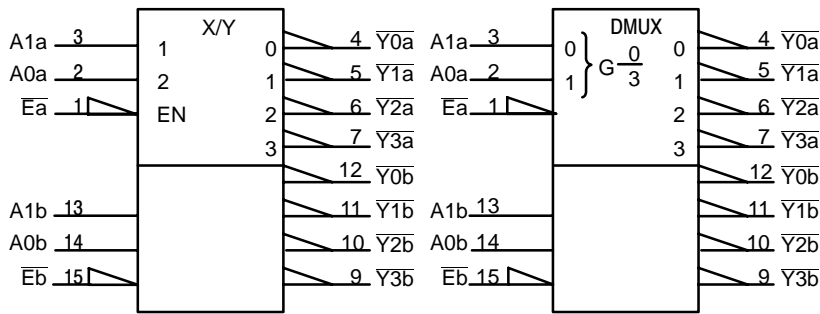 X/Y
A1a 3 1 0 4 Y0a
A0a 2 2 1 5 Y1a
Ea 1 EN 2 6 Y2a
3 7 Y3a
12 Y0b
A1b 13 11 Y1b
A0b 14 10 Y2b
Eb 15 9 Y3b
DMUX
A1a 3 0 } G 0/3 0 4 Y0a
A0a 2 1 1 5 Y1a
Ea 1 2 6 Y2a
3 7 Y3a
12 Y0b
A1b 13 11 Y1b
A0b 14 10 Y2b
Eb 15 9 Y3b